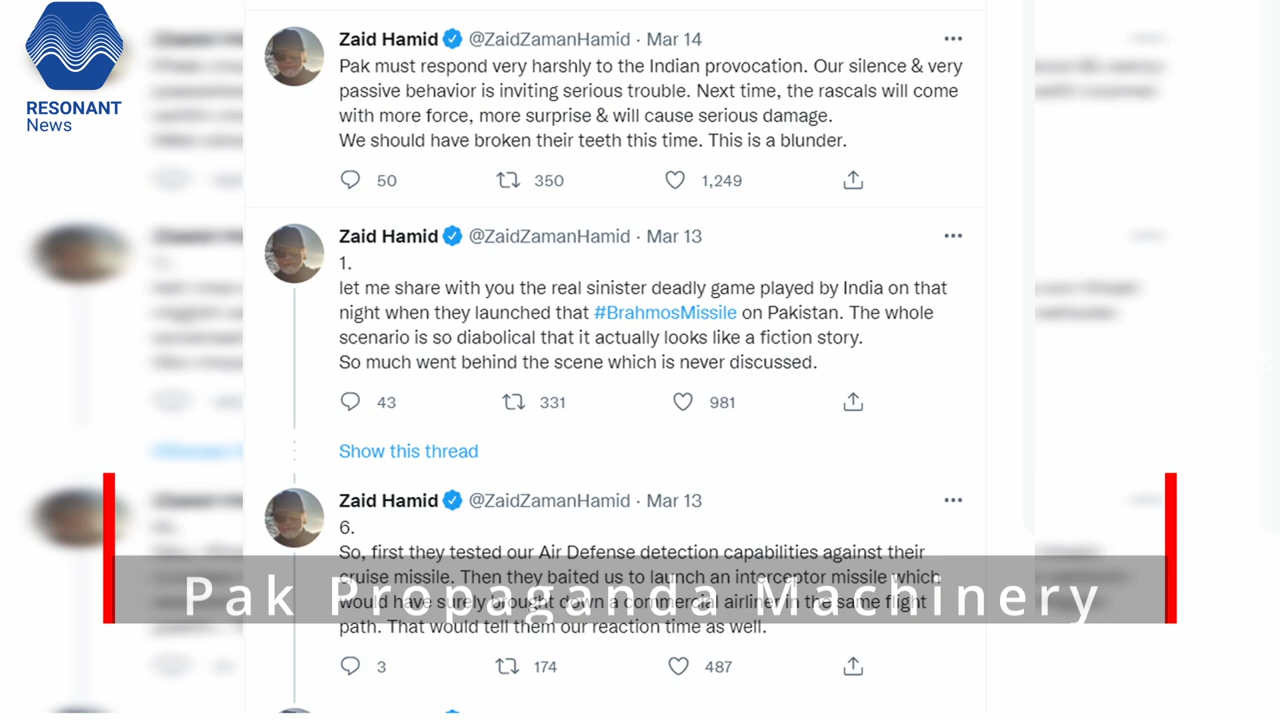 RESONANT
News
Zaid Hamid @ZaidZamanHamid · Mar 14
Pak must respond very harshly to the Indian provocation. Our silence & very
passive behavior is inviting serious trouble. Next time, the rascals will come
with more force, more surprise & will cause serious damage.
We should have broken their teeth this time. This is a blunder.
50 350 1,249
Zaid Hamid @ZaidZamanHamid · Mar 13
1.
let me share with you the real sinister deadly game played by India on that
night when they launched that #BrahmosMissile on Pakistan. The whole
scenario is so diabolical that it actually looks like a fiction story.
So much went behind the scene which is never discussed.
43 331 981
Show this thread
Zaid Hamid @ZaidZamanHamid · Mar 13
6.
So, first they tested our Air Defense detection capabilities against their
cruise missile. Then they baited us to launch an interceptor missile which
would have surely brought down a commercial airliner in the same flight
path. That would tell them our reaction time as well.
3 174 487
Pak Propaganda Machinery